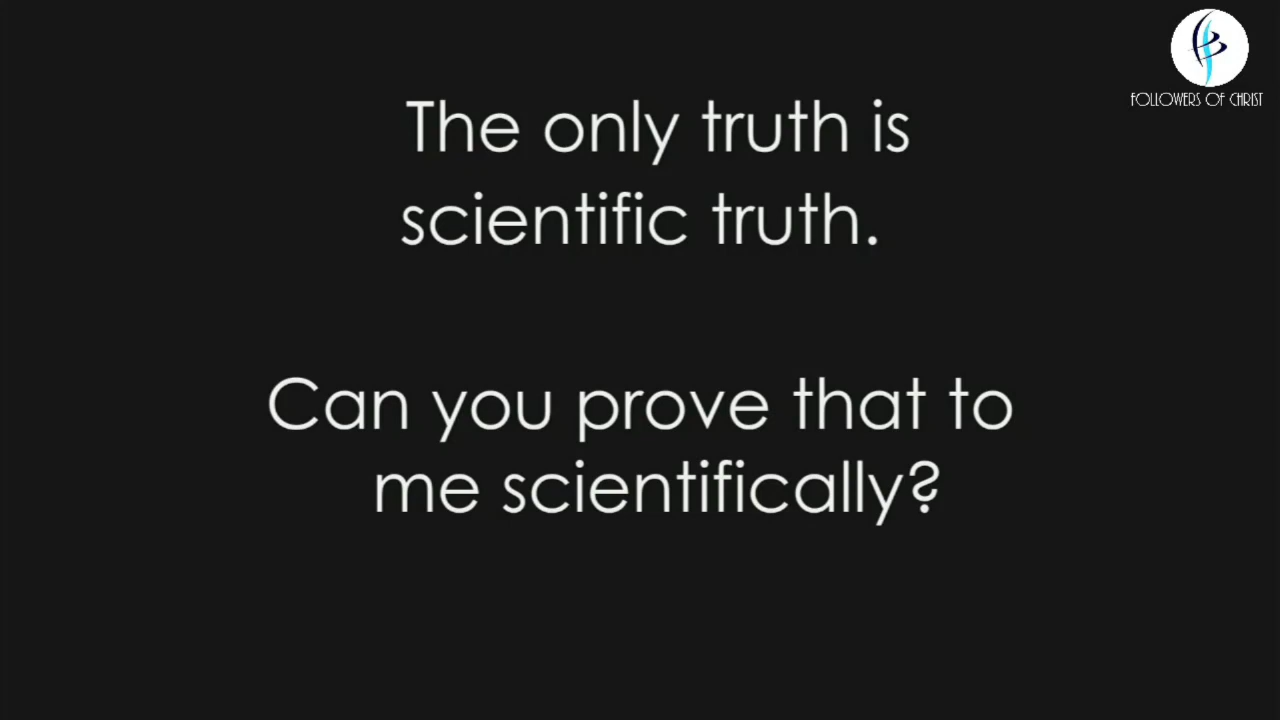 FOLLOWERS OF CHRIST
The only truth is
scientific truth.
Can you prove that to
me scientifically?